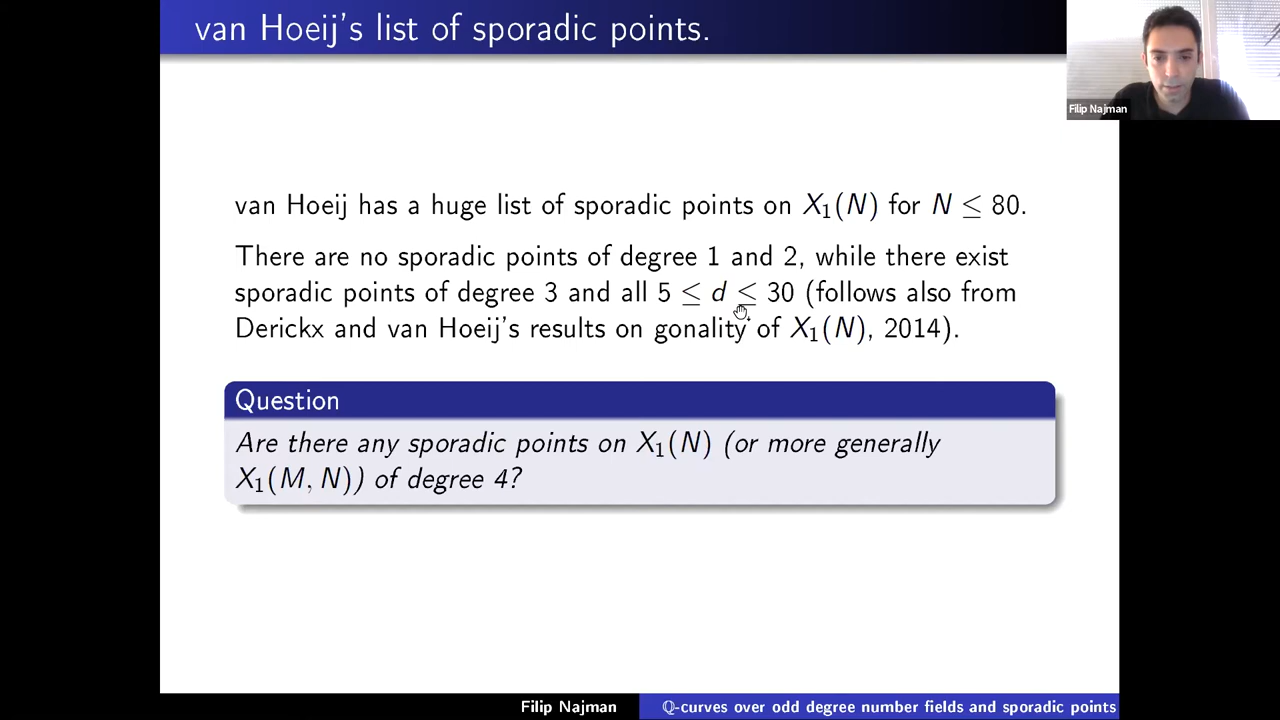 van Hoeij's list of sporadic points.
Filip Najman
van Hoeij has a huge list of sporadic points on X₁(N) for N ≤ 80.
There are no sporadic points of degree 1 and 2, while there exist
sporadic points of degree 3 and all 5 ≤ d ≤ 30 (follows also from
Derickx and van Hoeij's results on gonality of X₁(N), 2014).
Question
Are there any sporadic points on X₁(N) (or more generally
X₁(M, N)) of degree 4?
Filip Najman
ℚ-curves over odd degree number fields and sporadic points